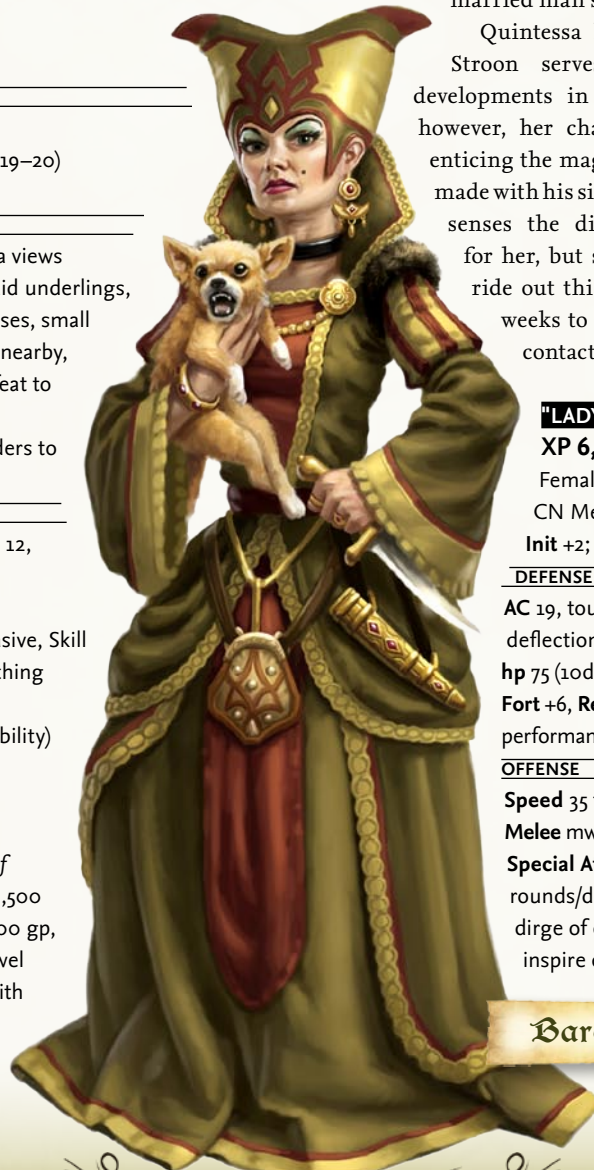 19–20)
a views
id underlings,
ses, small
nearby,
feat to
ders to
12,
sive, Skill
thing
bility)
f
,500
00 gp,
vel
ith
married man's
Quintessa
Stroon serves
developments in
however, her cha
enticing the mag
made with his si
senses the di
for her, but s
ride out thi
weeks to
contact
"LADY
XP 6,
Femal
CN Me
Init +2;
DEFENSE
AC 19, tou
deflection
hp 75 (10d
Fort +6, Re
performan
OFFENSE
Speed 35
Melee mw
Special At
rounds/d
dirge of
inspire
Bar